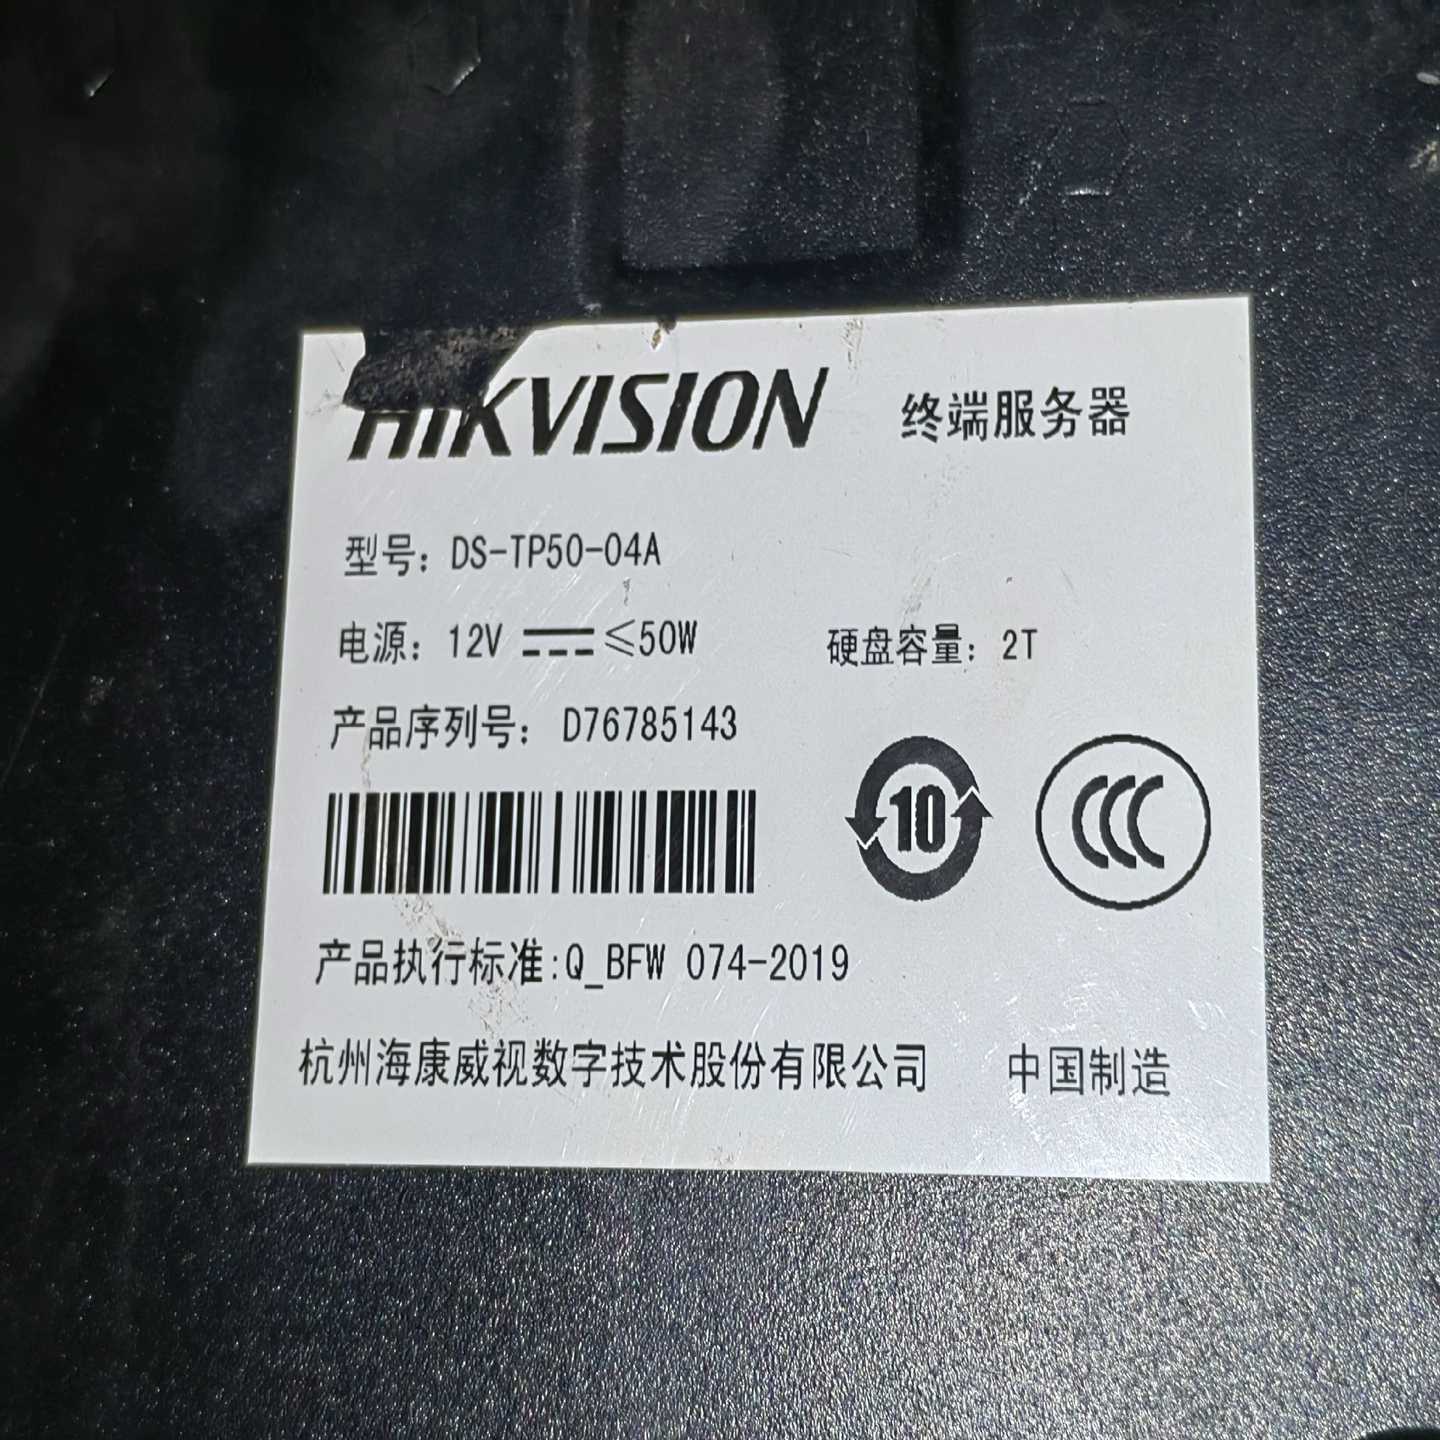 HIKVISION 终端服务器
型号：DS-TP50-04A
电源：12V ≤50W 硬盘容量：2T
产品序列号：D76785143
10 CCC
产品执行标准:Q_BFW 074-2019
杭州海康威视数字技术股份有限公司 中国制造